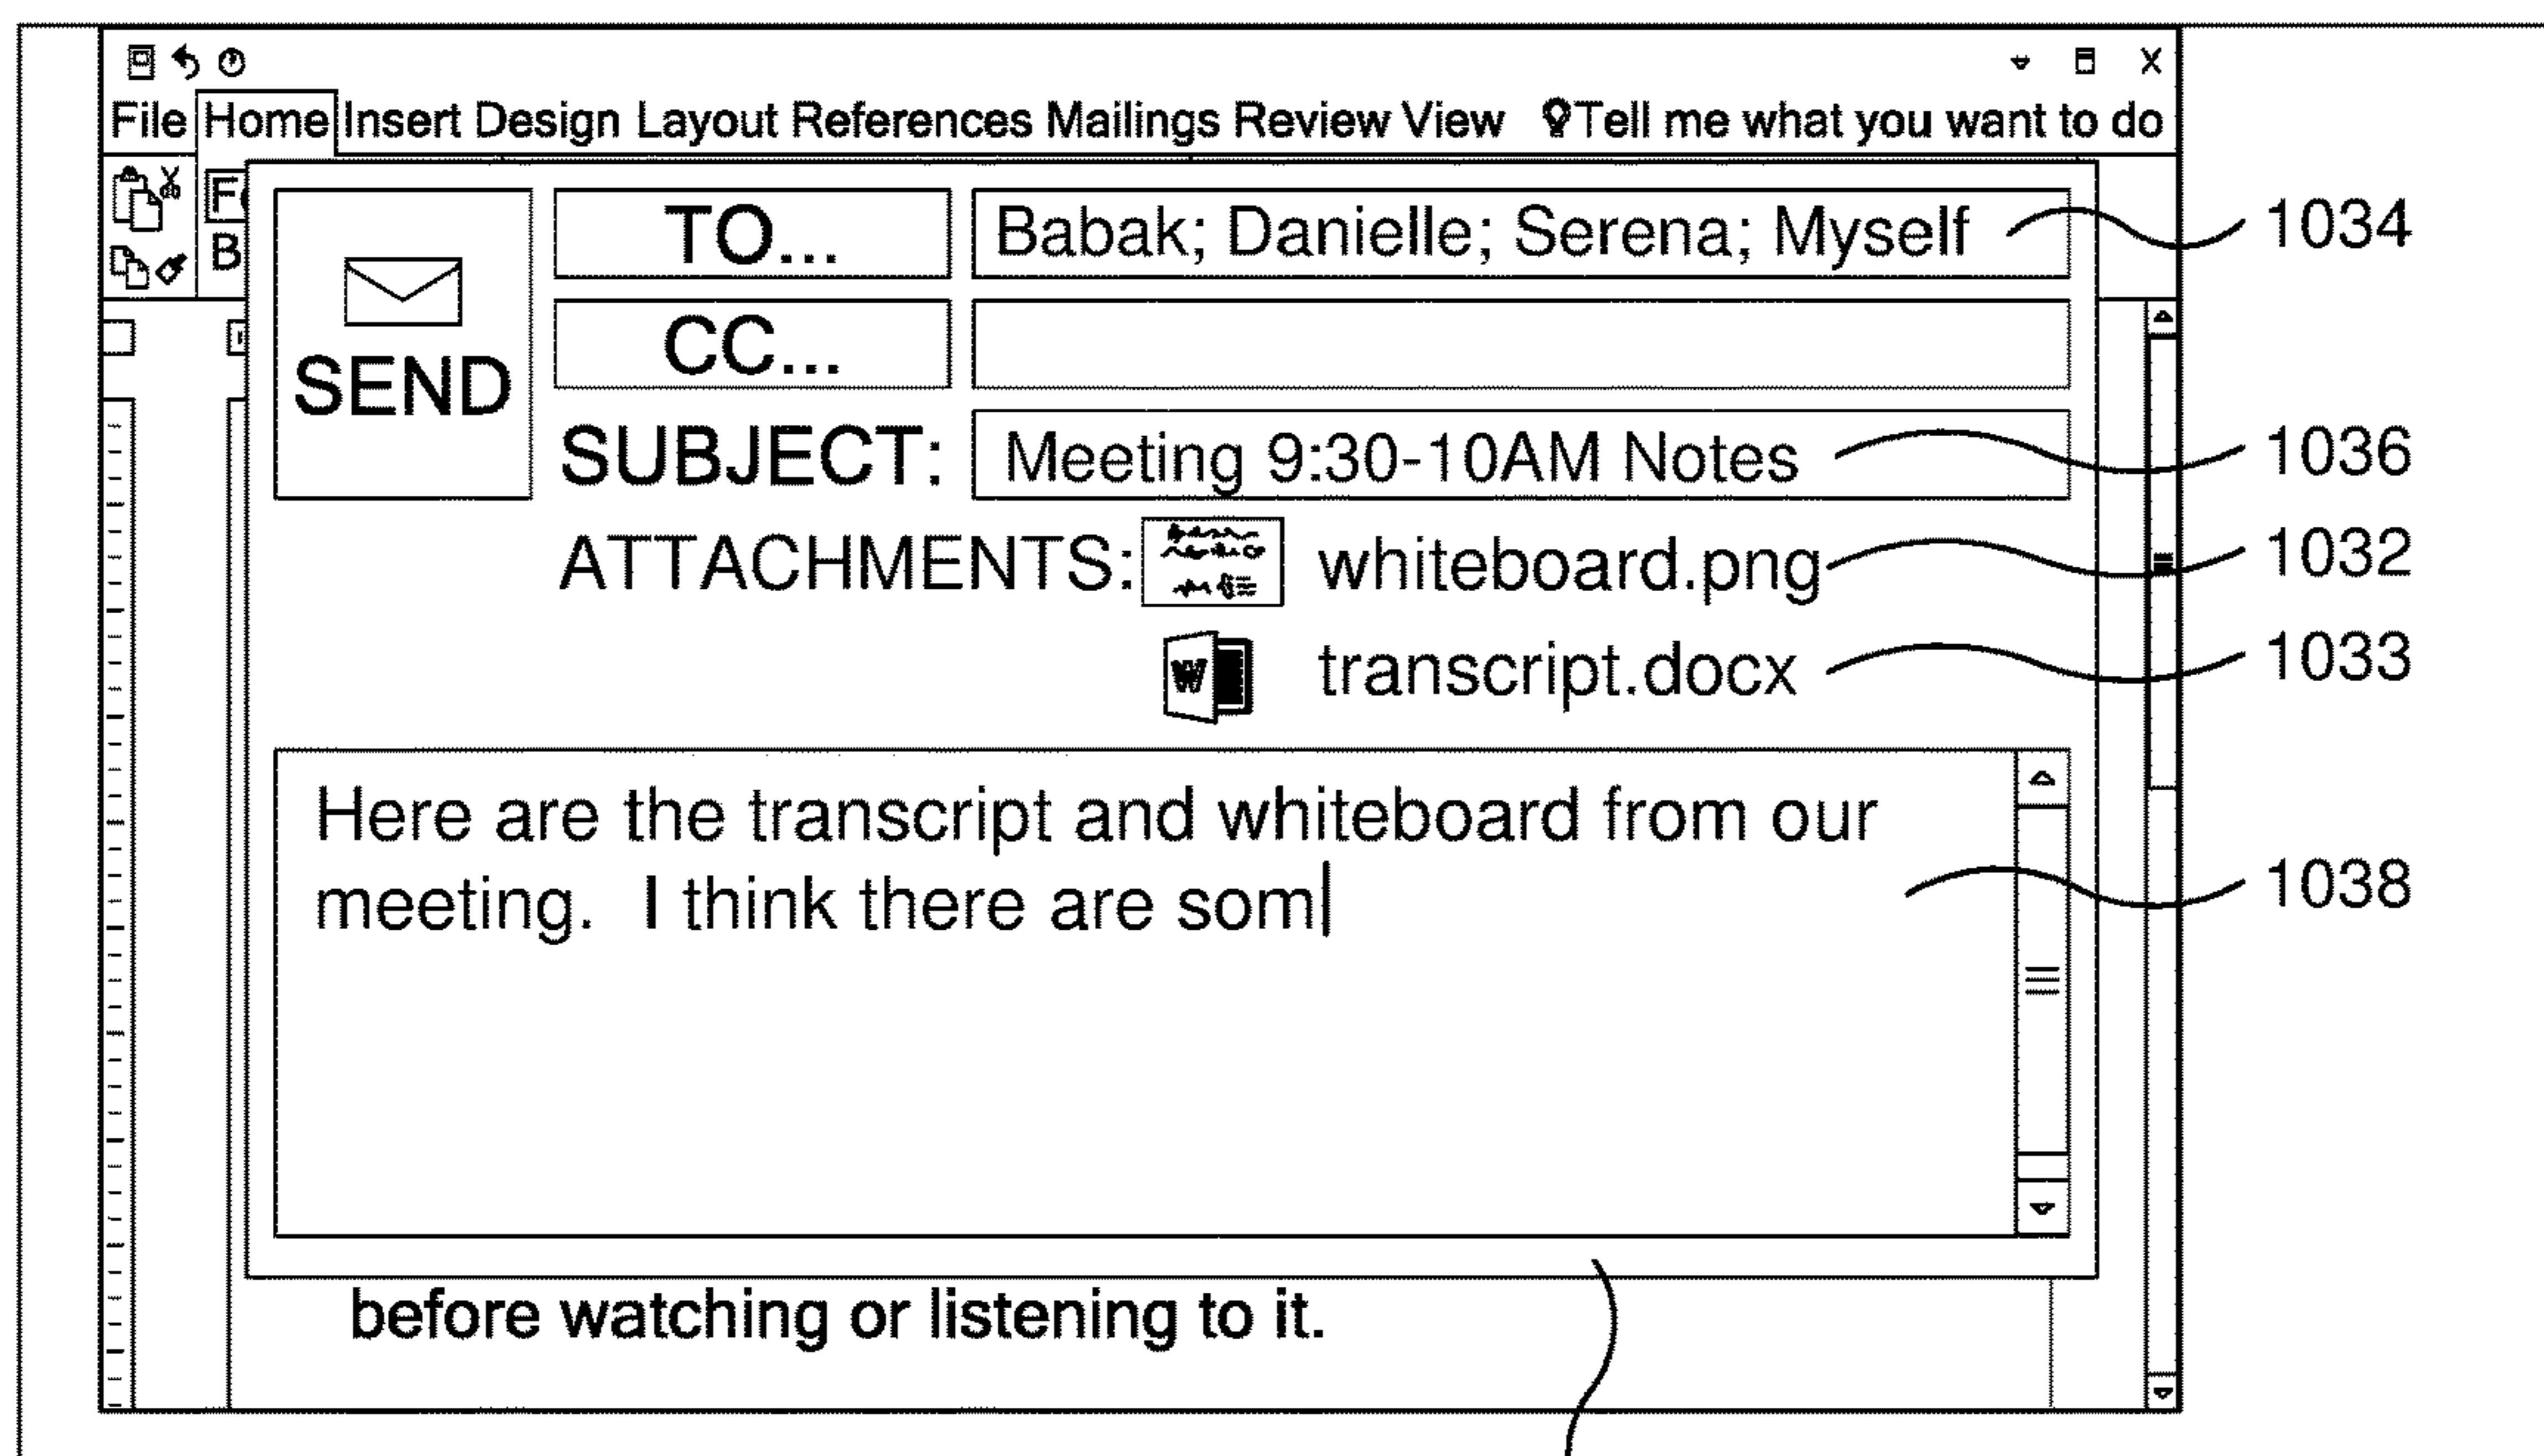 File Home Insert Design Layout References Mailings Review View Tell me what you want to do
B
TO... Babak; Danielle; Serena; Myself 1034
CC...
SEND
SUBJECT: Meeting 9:30-10AM Notes 1036
ATTACHMENTS: whiteboard.png 1032
W transcript.docx 1033
Here are the transcript and whiteboard from our
meeting. I think there are som 1038
before watching or listening to it.